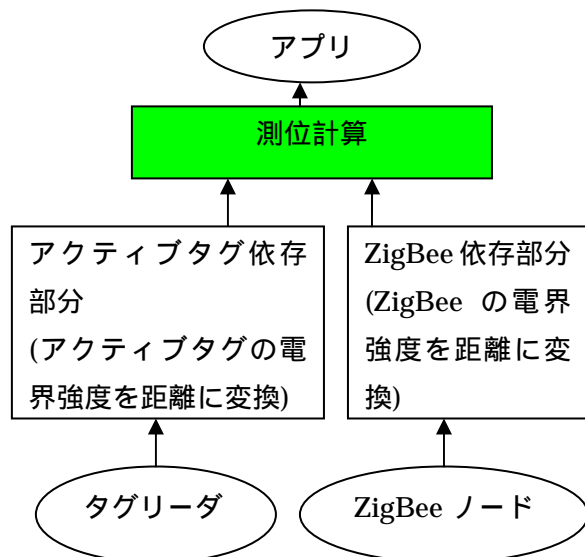 アプリ
測位計算
アクティブタグ依存
部分
(アクティブタグの電
界強度を距離に変換)
ZigBee 依存部分
(ZigBee の電界
強度を距離に変
換)
タグリーダ
ZigBee ノード